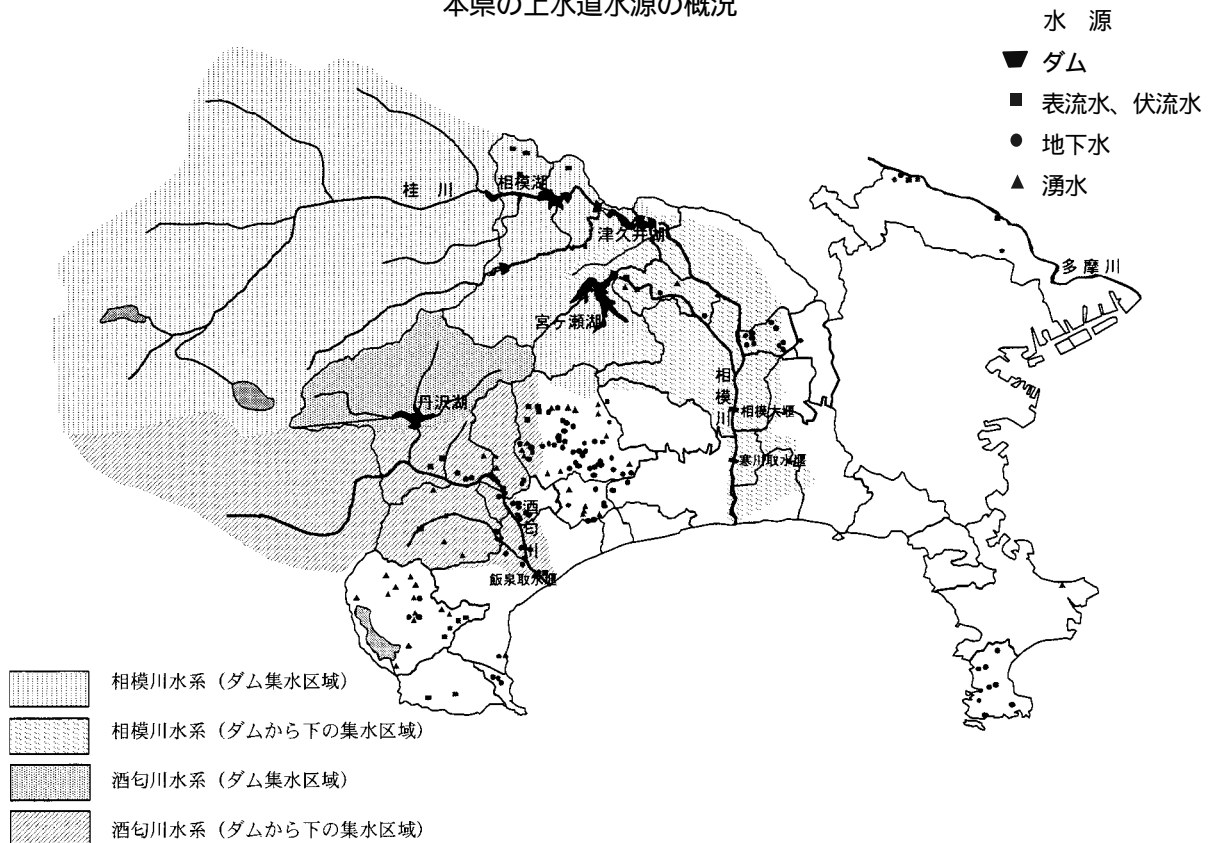 本県の上水道水源の概況
水 源
ダム
表流水、伏流水
地下水
湧水
桂 川
相模湖
津久井湖
多 摩 川
宮ケ瀬湖
相模川
丹沢湖
相模大堰
寒川取水堰
酒匂川
飯泉取水堰
相模川水系（ダム集水区域）
相模川水系（ダムから下の集水区域）
酒匂川水系（ダム集水区域）
酒匂川水系（ダムから下の集水区域）